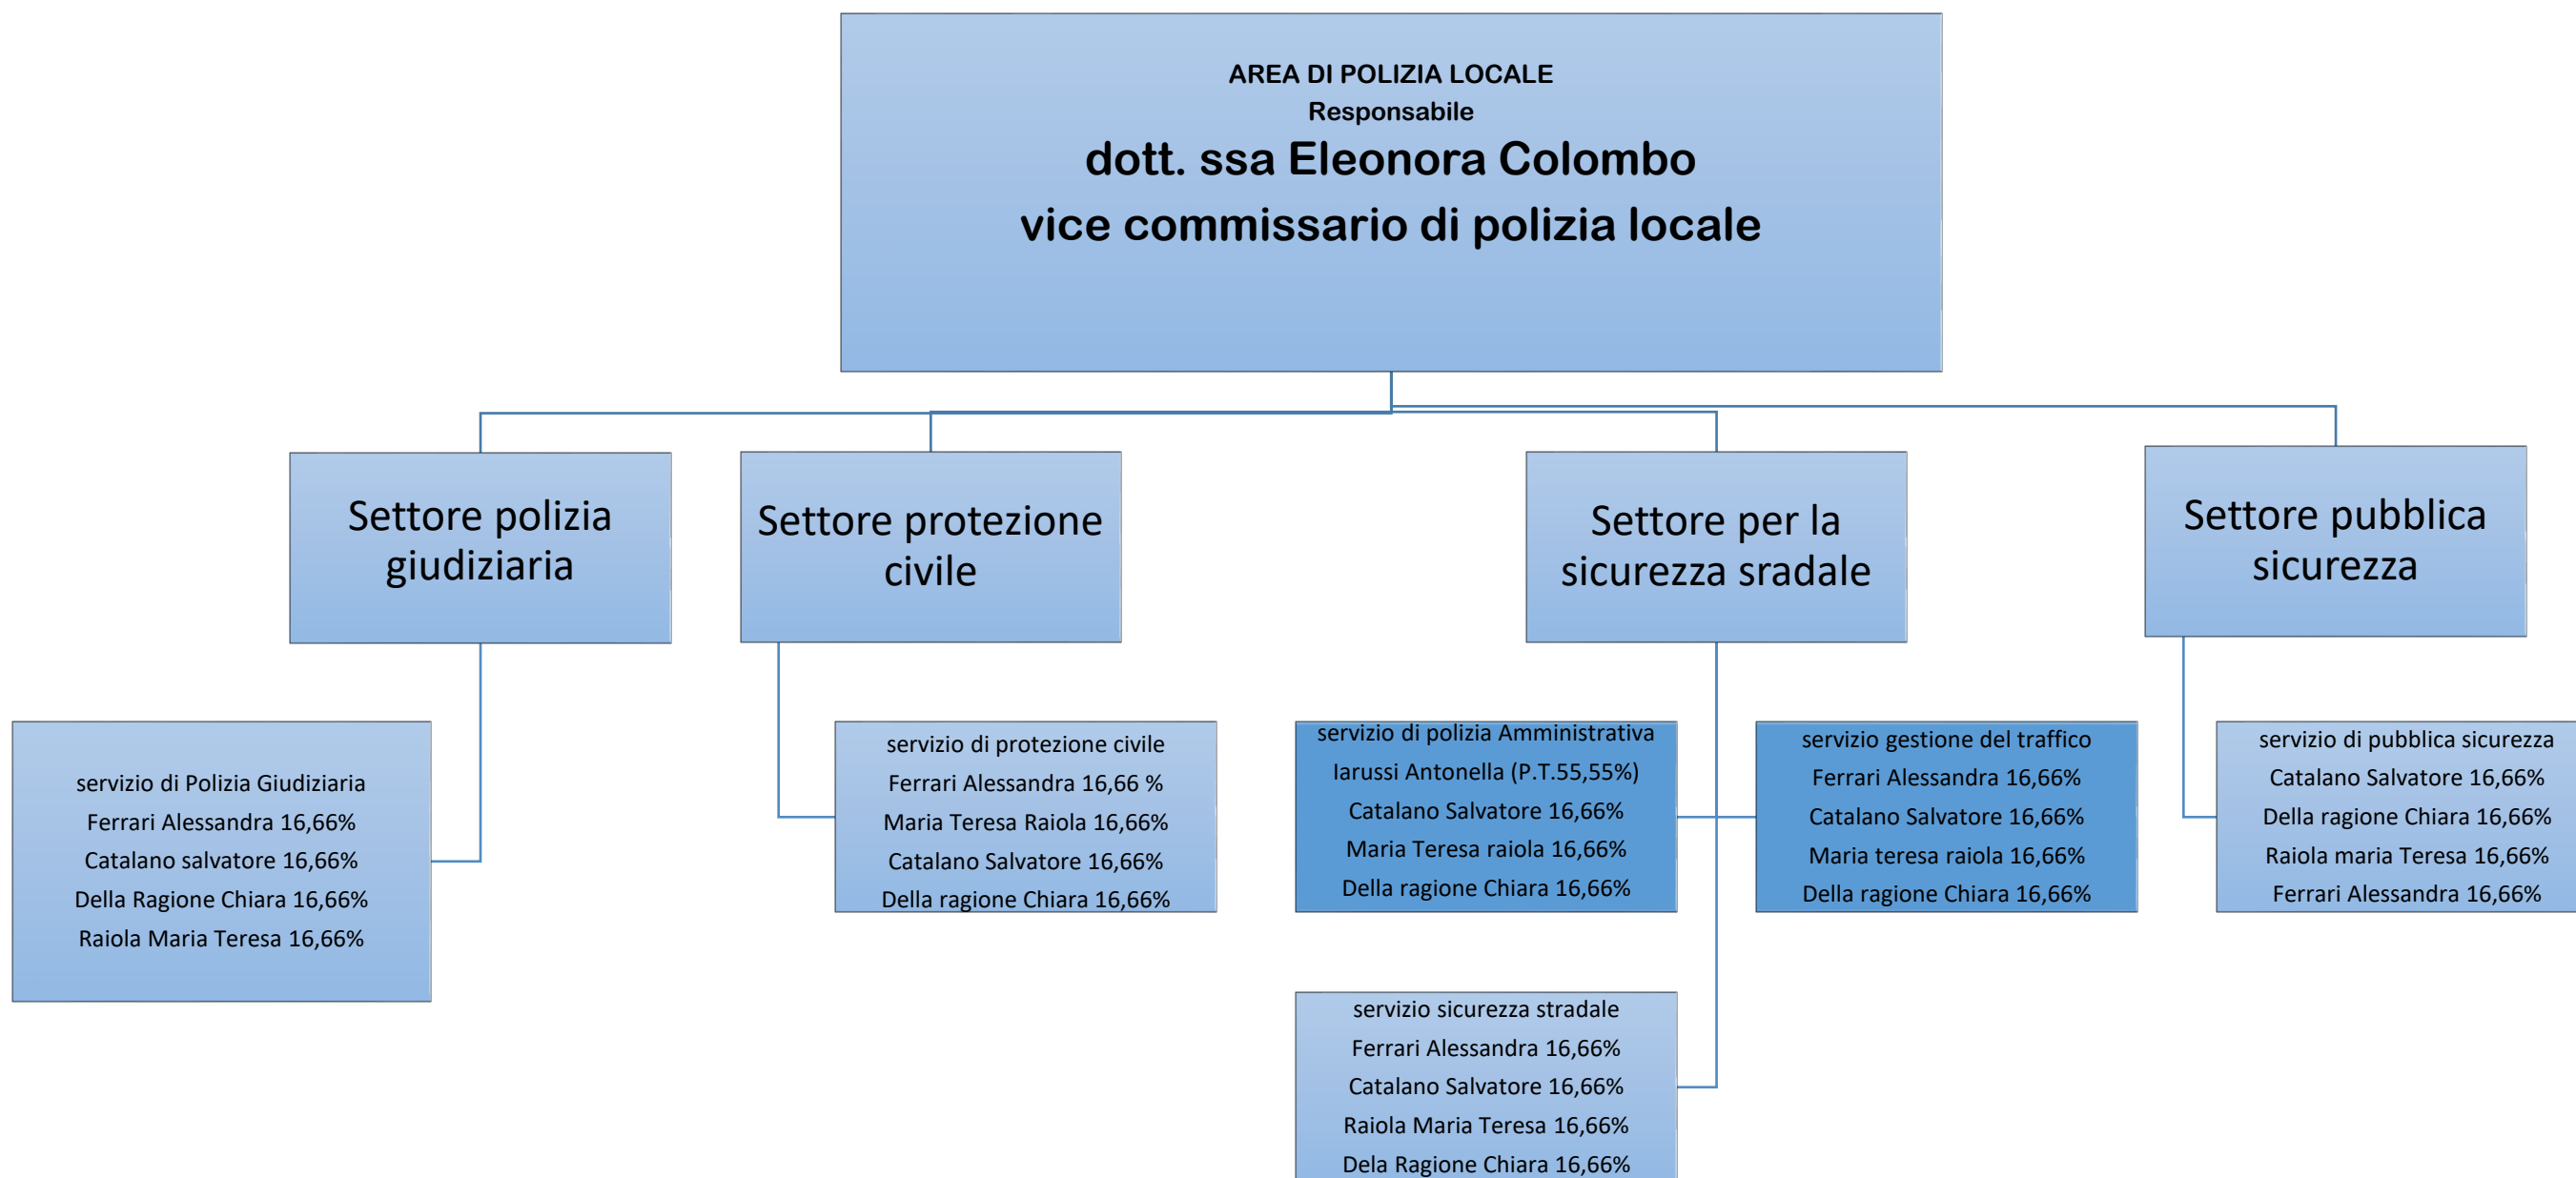 AREA DI POLIZIA LOCALE
Responsabile
dott. ssa Eleonora Colombo
vice commissario di polizia locale
Settore polizia
giudiziaria
Settore protezione
civile
Settore per la
sicurezza sradale
Settore pubblica
sicurezza
servizio di Polizia Giudiziaria
Ferrari Alessandra 16,66%
Catalano salvatore 16,66%
Della Ragione Chiara 16,66%
Raiola Maria Teresa 16,66%
servizio di protezione civile
Ferrari Alessandra 16,66 %
Maria Teresa Raiola 16,66%
Catalano Salvatore 16,66%
Della ragione Chiara 16,66%
servizio di polizia Amministrativa
Iarussi Antonella (P.T.55,55%)
Catalano Salvatore 16,66%
Maria Teresa raiola 16,66%
Della ragione Chiara 16,66%
servizio gestione del traffico
Ferrari Alessandra 16,66%
Catalano Salvatore 16,66%
Maria teresa raiola 16,66%
Della ragione Chiara 16,66%
servizio di pubblica sicurezza
Catalano Salvatore 16,66%
Della ragione Chiara 16,66%
Raiola maria Teresa 16,66%
Ferrari Alessandra 16,66%
servizio sicurezza stradale
Ferrari Alessandra 16,66%
Catalano Salvatore 16,66%
Raiola Maria Teresa 16,66%
Dela Ragione Chiara 16,66%